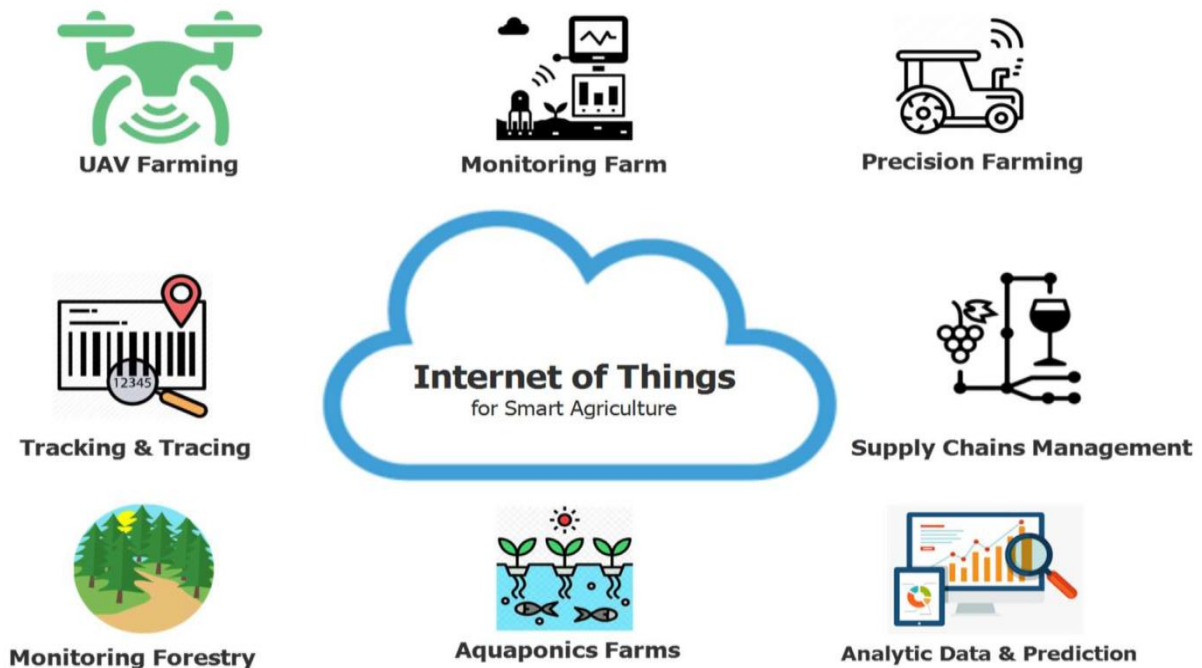 UAV Farming
Monitoring Farm
Precision Farming
Internet of Things
for Smart Agriculture
12345
Tracking & Tracing
Supply Chains Management
Monitoring Forestry
Aquaponics Farms
Analytic Data & Prediction